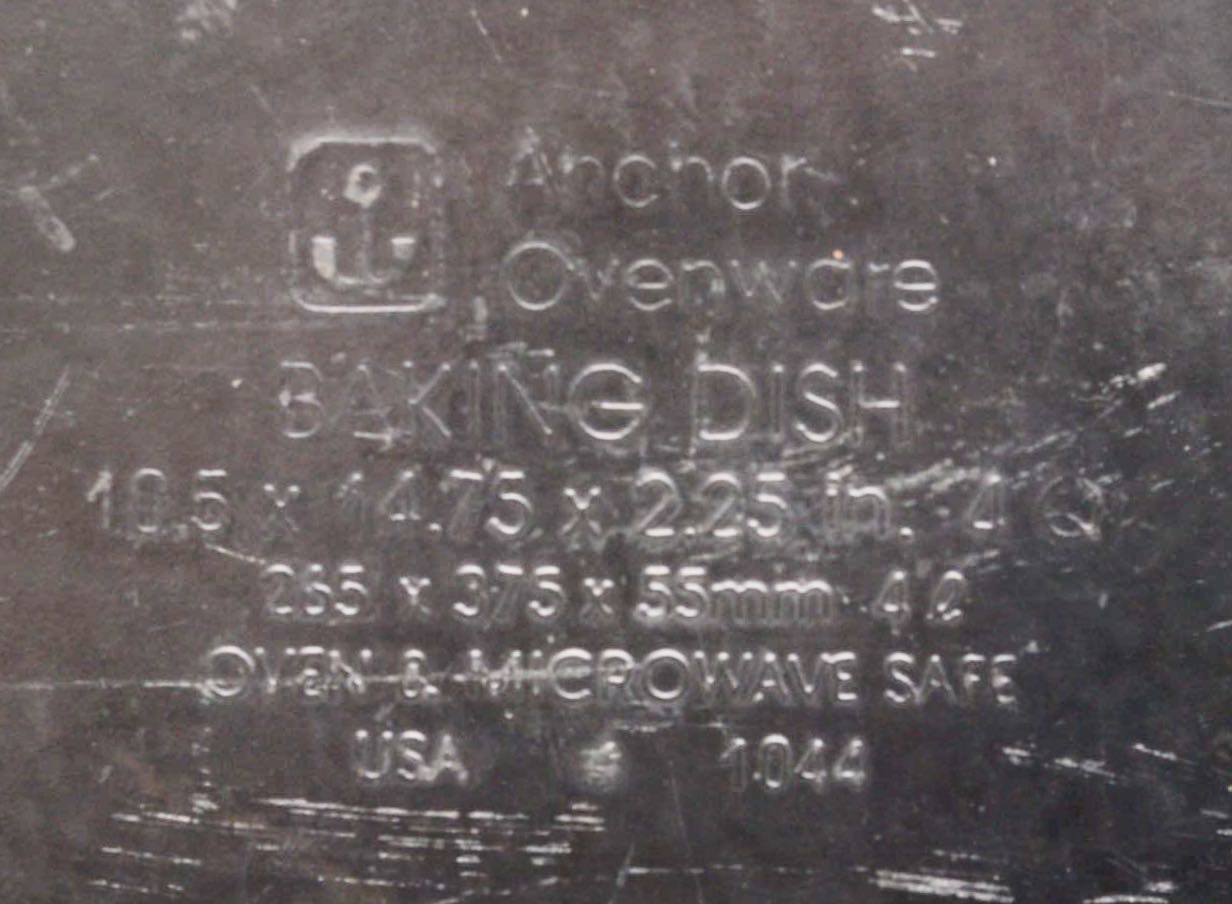 Anchor
Ovenware
BAKING DISH
10.5 x 14.75 x 2.25 in. 4 Q
265 x 375 x 55mm 4 ℓ
OVEN & MICROWAVE SAFE
USA 4 1044